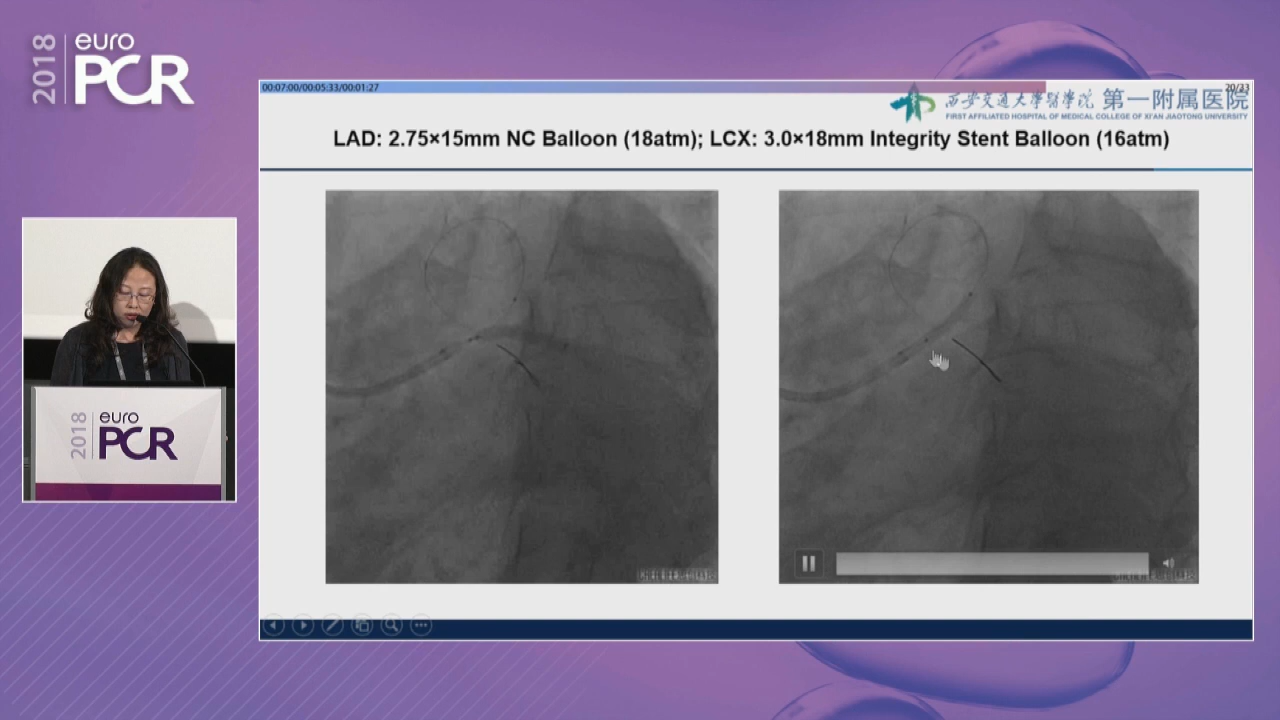 2018
euro
PCR
00:07:00/00:05:33/00:01:27
20/33
西安交通大學醫學院 第一附属医院
FIRST AFFILIATED HOSPITAL OF MEDICAL COLLEGE OF XI'AN JIAOTONG UNIVERSITY
LAD: 2.75×15mm NC Balloon (18atm); LCX: 3.0×18mm Integrity Stent Balloon (16atm)
2018
euro
PCR